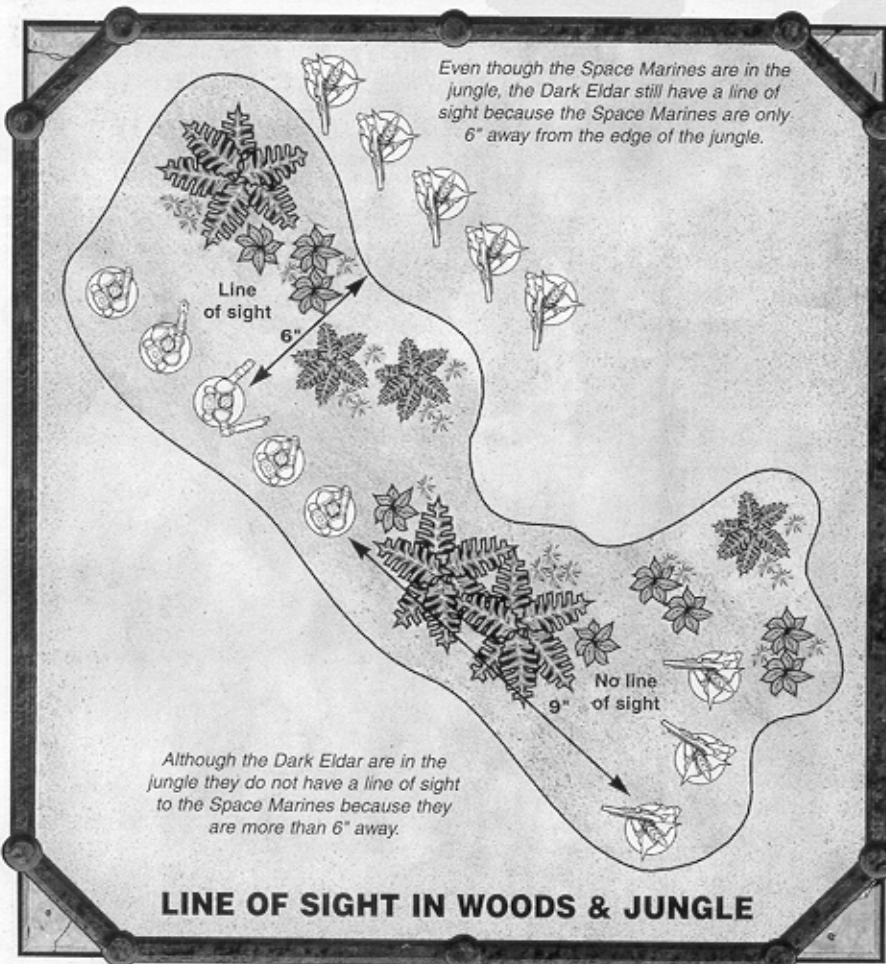 Even though the Space Marines are in the
jungle, the Dark Eldar still have a line of
sight because the Space Marines are only
6" away from the edge of the jungle.
Line
of sight
6"
No line
of sight
9"
Although the Dark Eldar are in the
jungle they do not have a line of sight
to the Space Marines because they
are more than 6" away.
LINE OF SIGHT IN WOODS & JUNGLE